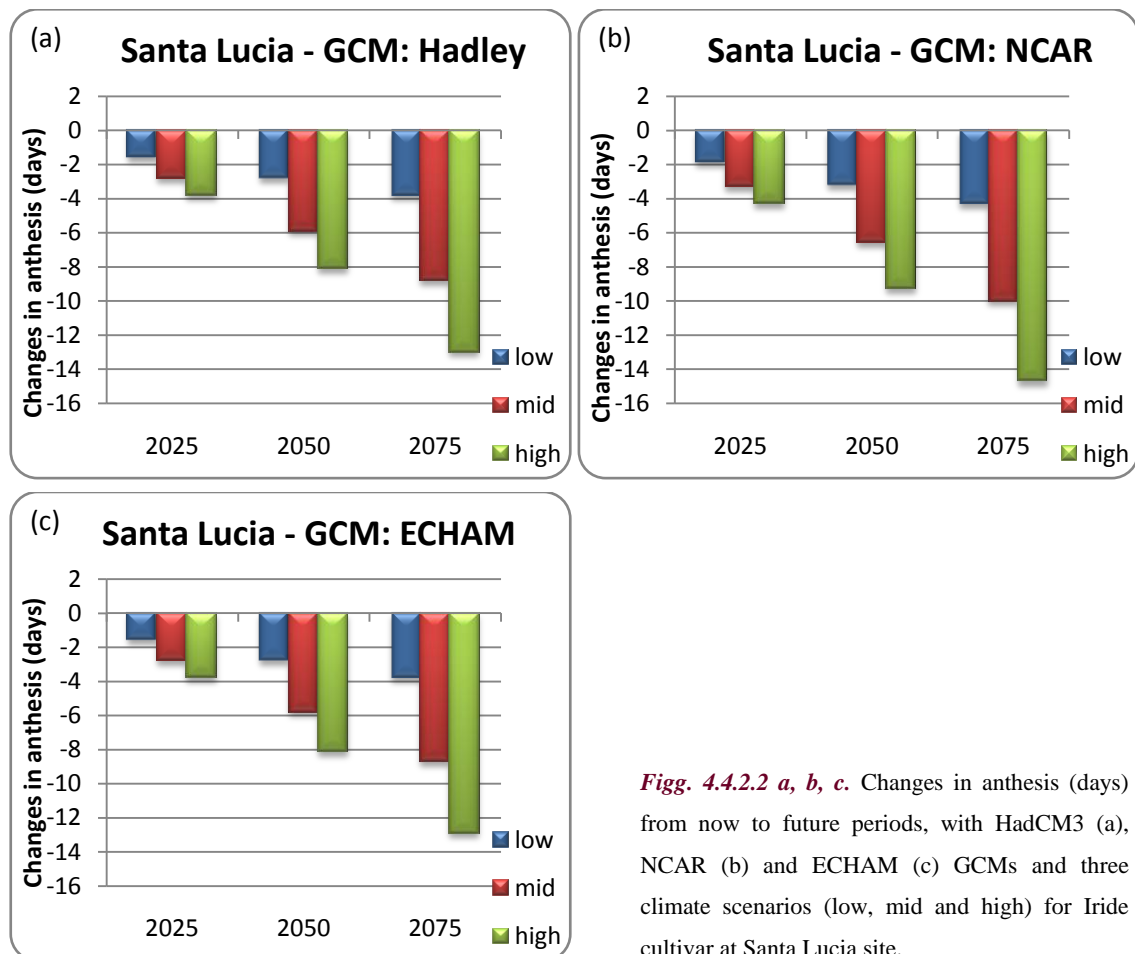 (a)
Santa Lucia - GCM: Hadley
Changes in anthesis (days)
2
0
-2
-4
-6
-8
-10
-12
-14
-16
2025 2050 2075
low
mid
high
(b)
Santa Lucia - GCM: NCAR
Changes in anthesis (days)
2
0
-2
-4
-6
-8
-10
-12
-14
-16
2025 2050 2075
low
mid
high
(c)
Santa Lucia - GCM: ECHAM
Changes in anthesis (days)
2
0
-2
-4
-6
-8
-10
-12
-14
-16
2025 2050 2075
low
mid
high
Figg. 4.4.2.2 a, b, c. Changes in anthesis (days)
from now to future periods, with HadCM3 (a),
NCAR (b) and ECHAM (c) GCMs and three
climate scenarios (low, mid and high) for Iride
cultivar at Santa Lucia site.